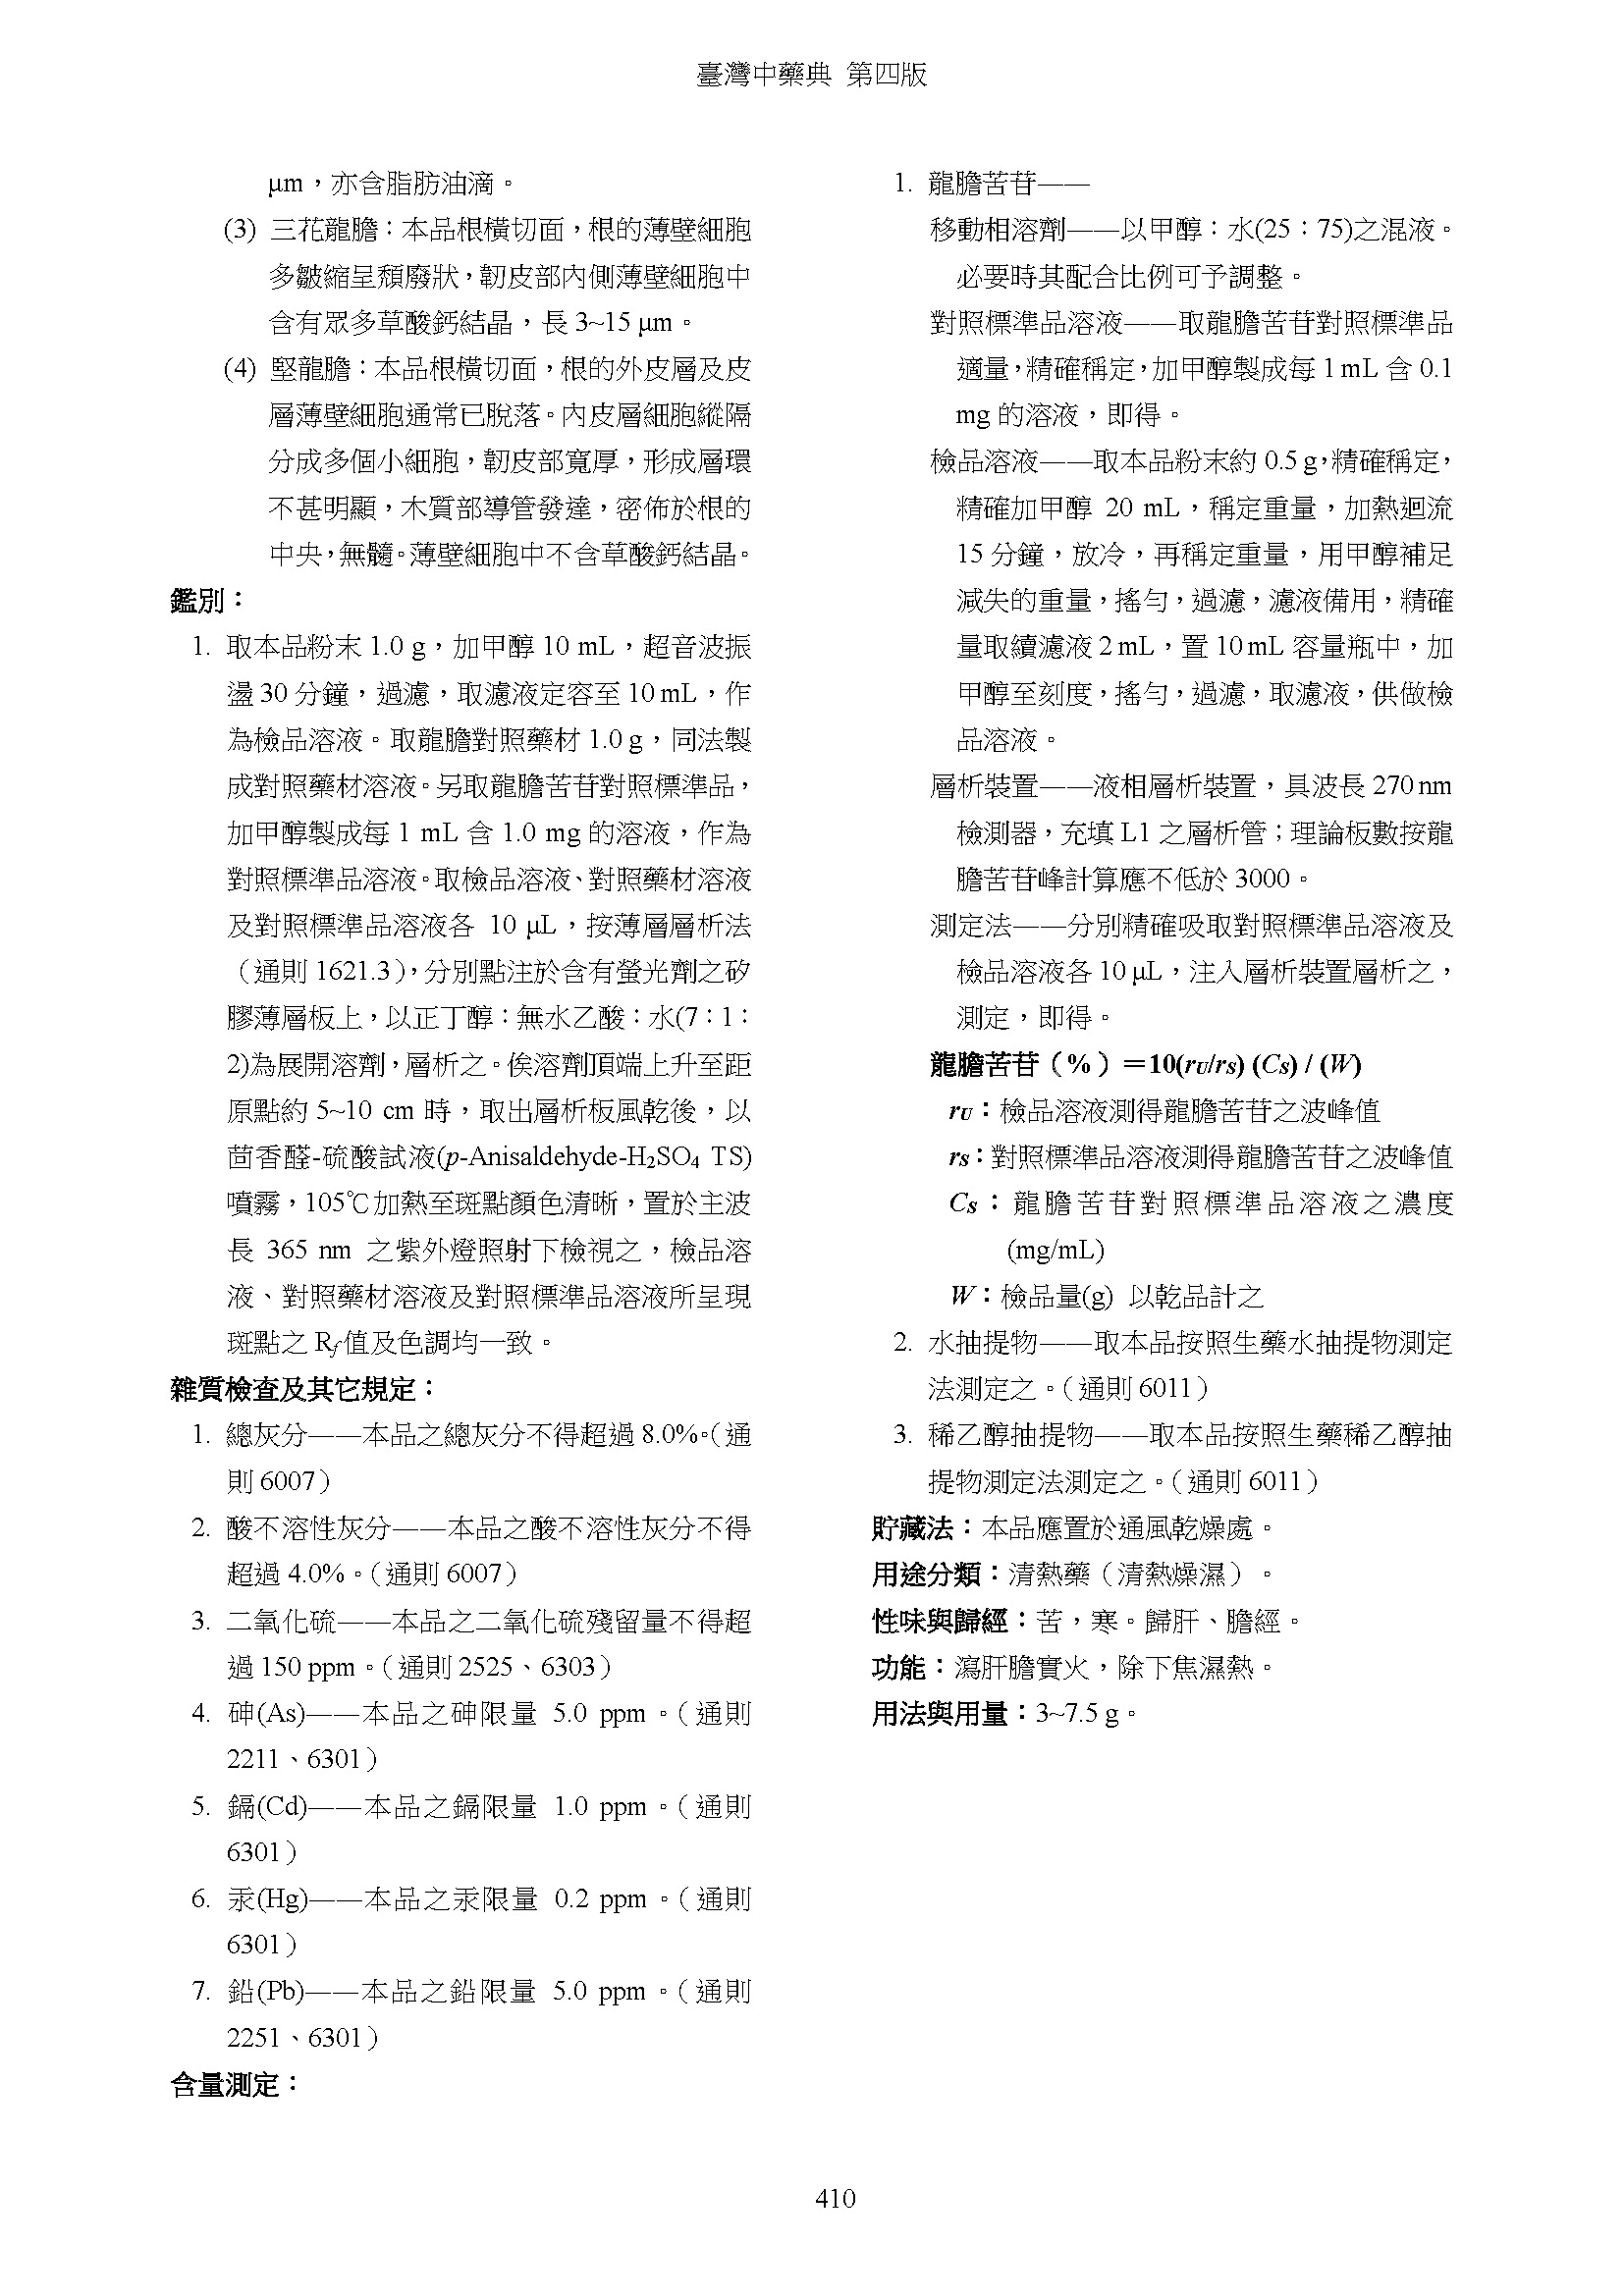 臺灣中藥典 第四版
μm，亦含脂肪油滴。
(3) 三花龍膽：本品根橫切面，根的薄壁細胞
多皺縮呈頹廢狀，韌皮部內側薄壁細胞中
含有眾多草酸鈣結晶，長 3~15 μm。
(4) 堅龍膽：本品根橫切面，根的外皮層及皮
層薄壁細胞通常已脫落。內皮層細胞縱隔
分成多個小細胞，韌皮部寬厚，形成層環
不甚明顯，木質部導管發達，密佈於根的
中央，無髓。薄壁細胞中不含草酸鈣結晶。
鑑別：
1. 取本品粉末 1.0 g，加甲醇 10 mL，超音波振
盪 30 分鐘，過濾，取濾液定容至 10 mL，作
為檢品溶液。取龍膽對照藥材 1.0 g，同法製
成對照藥材溶液。另取龍膽苦苷對照標準品，
加甲醇製成每 1 mL 含 1.0 mg 的溶液，作為
對照標準品溶液。取檢品溶液、對照藥材溶液
及對照標準品溶液各 10 μL，按薄層層析法
（通則 1621.3），分別點注於含有螢光劑之矽
膠薄層板上，以正丁醇：無水乙酸：水(7：1：
2)為展開溶劑，層析之。俟溶劑頂端上升至距
原點約 5~10 cm 時，取出層析板風乾後，以
茴香醛-硫酸試液(p-Anisaldehyde-H₂SO₄ TS)
噴霧，105℃加熱至斑點顏色清晰，置於主波
長 365 nm 之紫外燈照射下檢視之，檢品溶
液、對照藥材溶液及對照標準品溶液所呈現
斑點之 Rf值及色調均一致。
雜質檢查及其它規定：
1. 總灰分——本品之總灰分不得超過 8.0%。（通
則 6007）
2. 酸不溶性灰分——本品之酸不溶性灰分不得
超過 4.0%。（通則 6007）
3. 二氧化硫——本品之二氧化硫殘留量不得超
過 150 ppm。（通則 2525、6303）
4. 砷(As)——本品之砷限量 5.0 ppm。（通則
2211、6301）
5. 鎘(Cd)——本品之鎘限量 1.0 ppm。（通則
6301）
6. 汞(Hg)——本品之汞限量 0.2 ppm。（通則
6301）
7. 鉛(Pb)——本品之鉛限量 5.0 ppm。（通則
2251、6301）
含量測定：
1. 龍膽苦苷——
移動相溶劑——以甲醇：水(25：75)之混液。
必要時其配合比例可予調整。
對照標準品溶液——取龍膽苦苷對照標準品
適量，精確稱定，加甲醇製成每 1 mL 含 0.1
mg 的溶液，即得。
檢品溶液——取本品粉末約 0.5 g，精確稱定，
精確加甲醇 20 mL，稱定重量，加熱迴流
15 分鐘，放冷，再稱定重量，用甲醇補足
減失的重量，搖勻，過濾，濾液備用，精確
量取續濾液 2 mL，置 10 mL 容量瓶中，加
甲醇至刻度，搖勻，過濾，取濾液，供做檢
品溶液。
層析裝置——液相層析裝置，具波長 270 nm
檢測器，充填 L1 之層析管；理論板數按龍
膽苦苷峰計算應不低於 3000。
測定法——分別精確吸取對照標準品溶液及
檢品溶液各 10 μL，注入層析裝置層析之，
測定，即得。
龍膽苦苷（%）＝10(rU/rS) (CS) / (W)
rU：檢品溶液測得龍膽苦苷之波峰值
rS：對照標準品溶液測得龍膽苦苷之波峰值
CS：龍膽苦苷對照標準品溶液之濃度
(mg/mL)
W：檢品量(g) 以乾品計之
2. 水抽提物——取本品按照生藥水抽提物測定
法測定之。（通則 6011）
3. 稀乙醇抽提物——取本品按照生藥稀乙醇抽
提物測定法測定之。（通則 6011）
貯藏法：本品應置於通風乾燥處。
用途分類：清熱藥（清熱燥濕）。
性味與歸經：苦，寒。歸肝、膽經。
功能：瀉肝膽實火，除下焦濕熱。
用法與用量：3~7.5 g。
410